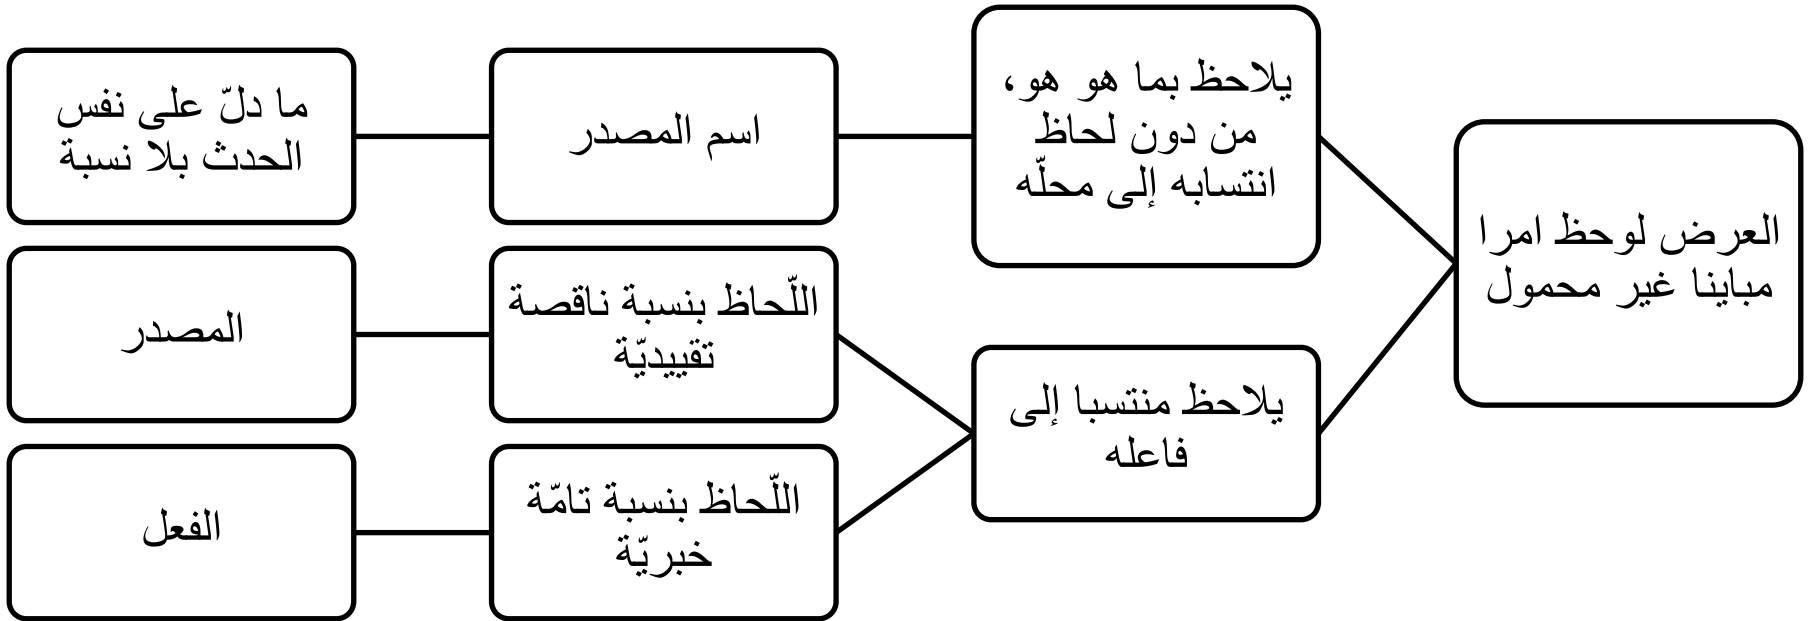 العرض لوحظ امرا
مباينا غير محمول
يلاحظ بما هو هو،
من دون لحاظ
انتسابه إلى محلّه
اسم المصدر
ما دلّ على نفس
الحدث بلا نسبة
يلاحظ منتسبا إلى
فاعله
اللّحاظ بنسبة ناقصة
تقييديّة
المصدر
اللّحاظ بنسبة تامّة
خبريّة
الفعل